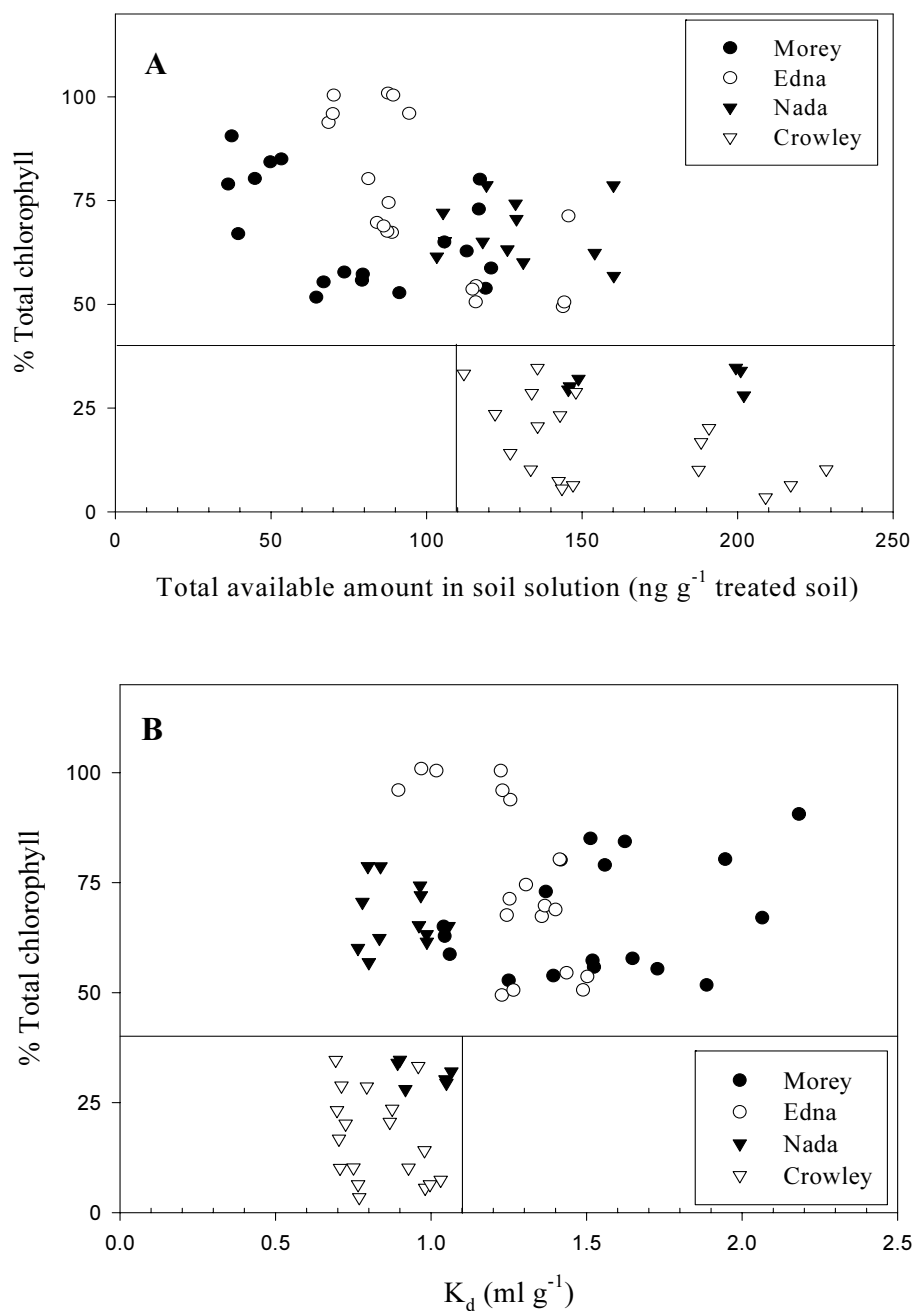 A
Morey
Edna
Nada
Crowley
100
75
50
25
0
% Total chlorophyll
0 50 100 150 200 250
Total available amount in soil solution (ng g⁻¹ treated soil)
B
100
75
50
25
0
% Total chlorophyll
Morey
Edna
Nada
Crowley
0.0 0.5 1.0 1.5 2.0 2.5
K_d (ml g⁻¹)